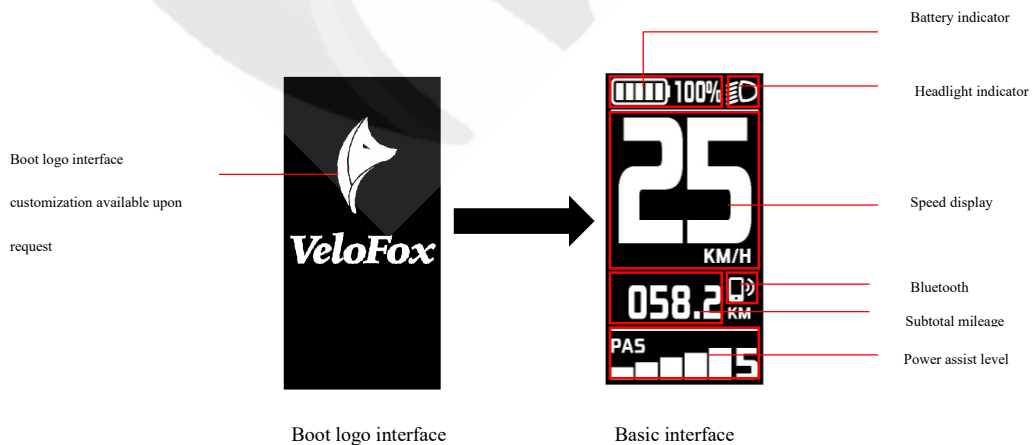 Battery indicator
100%
Headlight indicator
25
Boot logo interface
customization available upon
request
Speed display
VeloFox
KM/H
Bluetooth
058.2
KM
Subtotal mileage
PAS
5
Power assist level
Boot logo interface
Basic interface